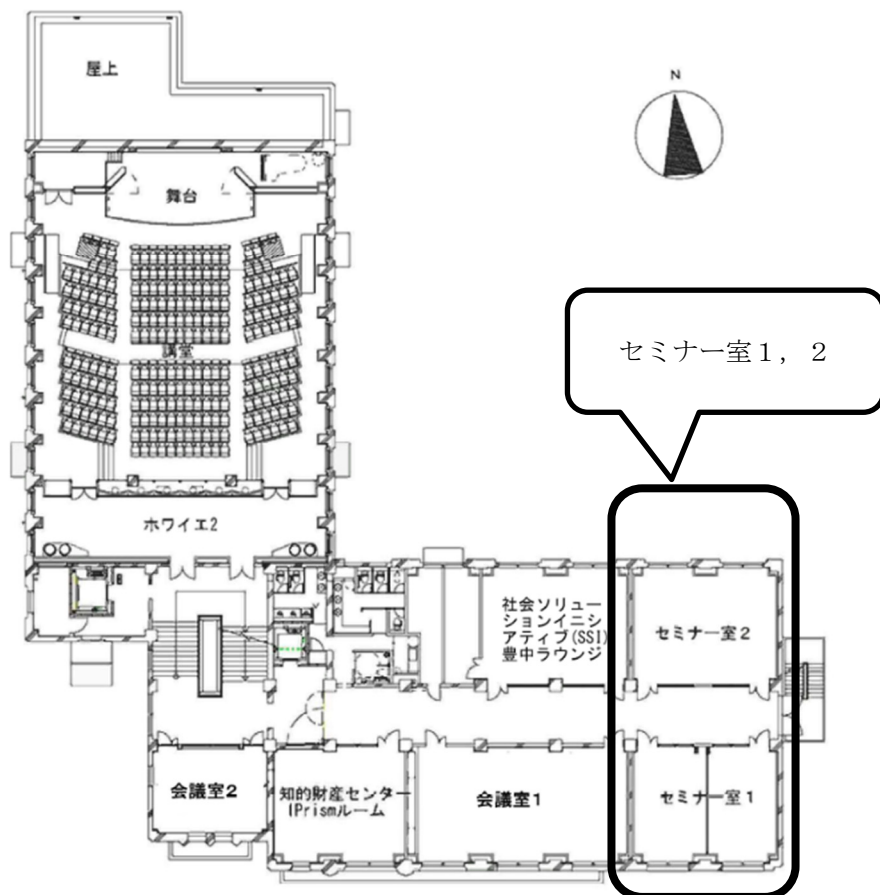 屋上
N
舞台
セミナー室1, 2
講堂
ホワイエ2
社会ソリュー
ションイニシ
アティブ(SSI)
豊中ラウンジ
セミナー室2
会議室2
知的財産センター
IPrismルーム
会議室1
セミナー室1